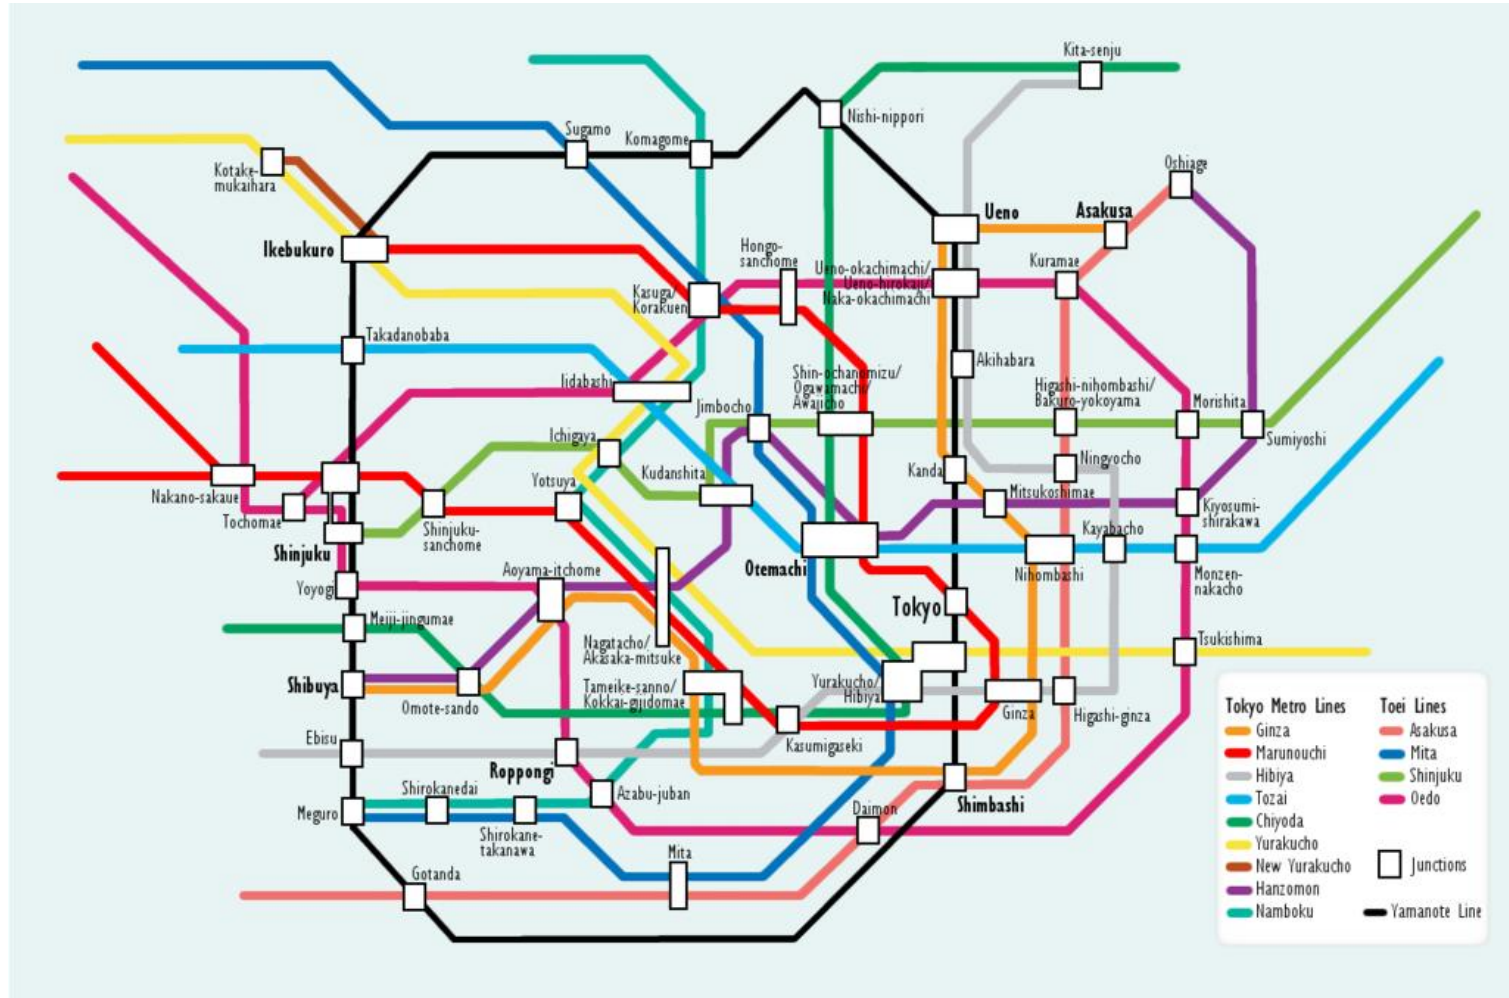 Kita-senju
Sugamo
Komagome
Nishi-nippori
Kotake-
mukaihara
Oshiage
Ikebukuro
Ueno
Asakusa
Hongo-
sanchome
Ueno-okachimachi/
Ueno-hirokaji/
Naka-okachimachi
Kuramae
Kasuga/
Korakuen
Takadanobaba
Akihabara
Iidabashi
Shin-ochanomizu/
Ogawamachi/
Awajicho
Higashi-nihombashi/
Bakuro-yokoyama
Jimbocho
Morishita
Sumiyoshi
Ichigaya
Kudanshita
Kanda
Ningyocho
Yotsuya
Nakano-sakaue
Tochomae
Shinjuku-
sanchome
Mitsukoshimae
Kiyosumi-
shirakawa
Kayabacho
Shinjuku
Otemachi
Nihombashi
Monzen-
nakacho
Yoyogi
Aoyama-itchome
Tokyo
Meiji-jingumae
Nagatacho/
Akasaka-mitsuke
Tsukishima
Shibuya
Omote-sando
Tameike-sanno/
Kokkai-gijidomae
Yurakucho/
Hibiya
Ginza
Higashi-ginza
Kasumigaseki
Ebisu
Roppongi
Azabu-juban
Shirokanedai
Meguro
Shirokane-
takanawa
Shimbashi
Daimon
Mita
Gotanda
Tokyo Metro Lines
Ginza
Marunouchi
Hibiya
Tozai
Chiyoda
Yurakucho
New Yurakucho
Hanzomon
Namboku
Toei Lines
Asakusa
Mita
Shinjuku
Oedo
Junctions
Yamanote Line